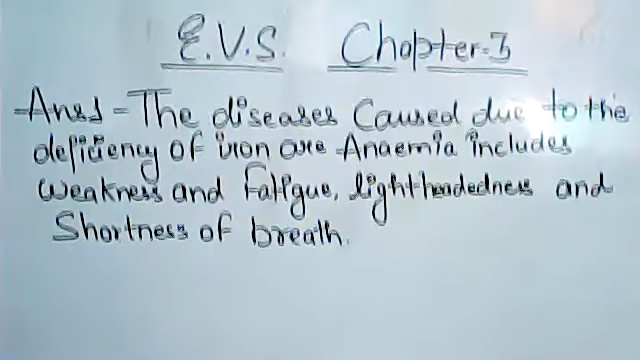 E.V.S. Chapter-3
Ans1 - The diseases Caused due to the
deficiency of iron are Anaemia includes
Weakness and Fatigue, lightheadedness and
Shortness of breath.